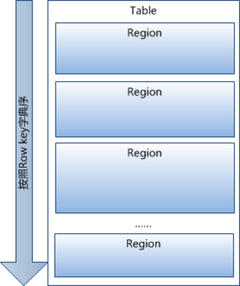 Table
Region
Region
Region
......
Region
按照Row key字典序